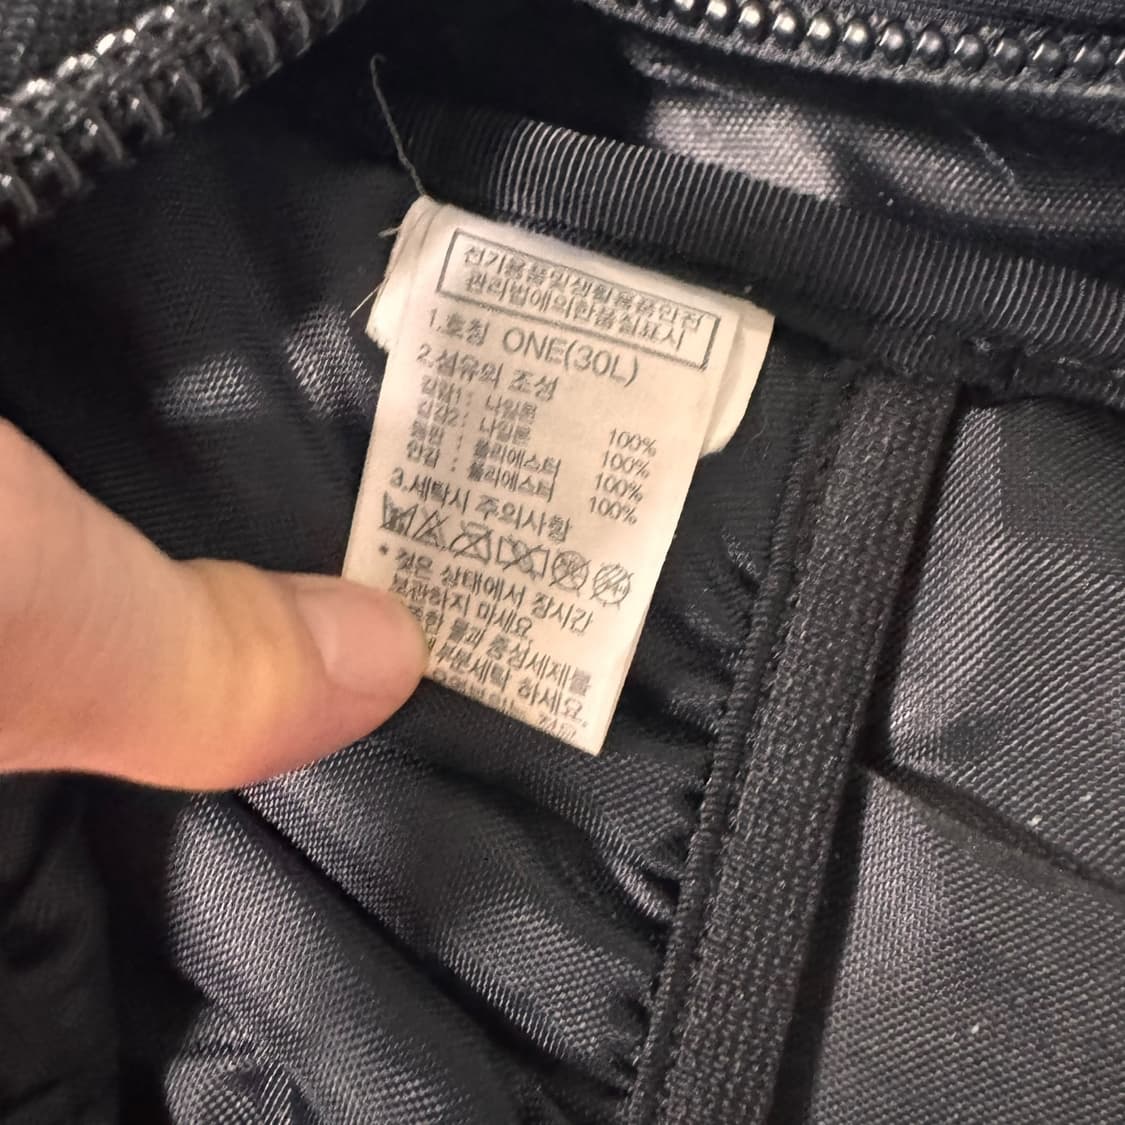 전기용품및생활용품안전
관리법에의한품질표시
1.호칭 ONE(30L)
2.섬유의 조성
겉감1 : 나일론 100%
겉감2 : 나일론 100%
폴리에스터 100%
안감 : 폴리에스터 100%
3.세탁시 주의사항
* 젖은 상태에서 장시간
보관하지 마세요.
물과 중성세제를
부분세탁 하세요.